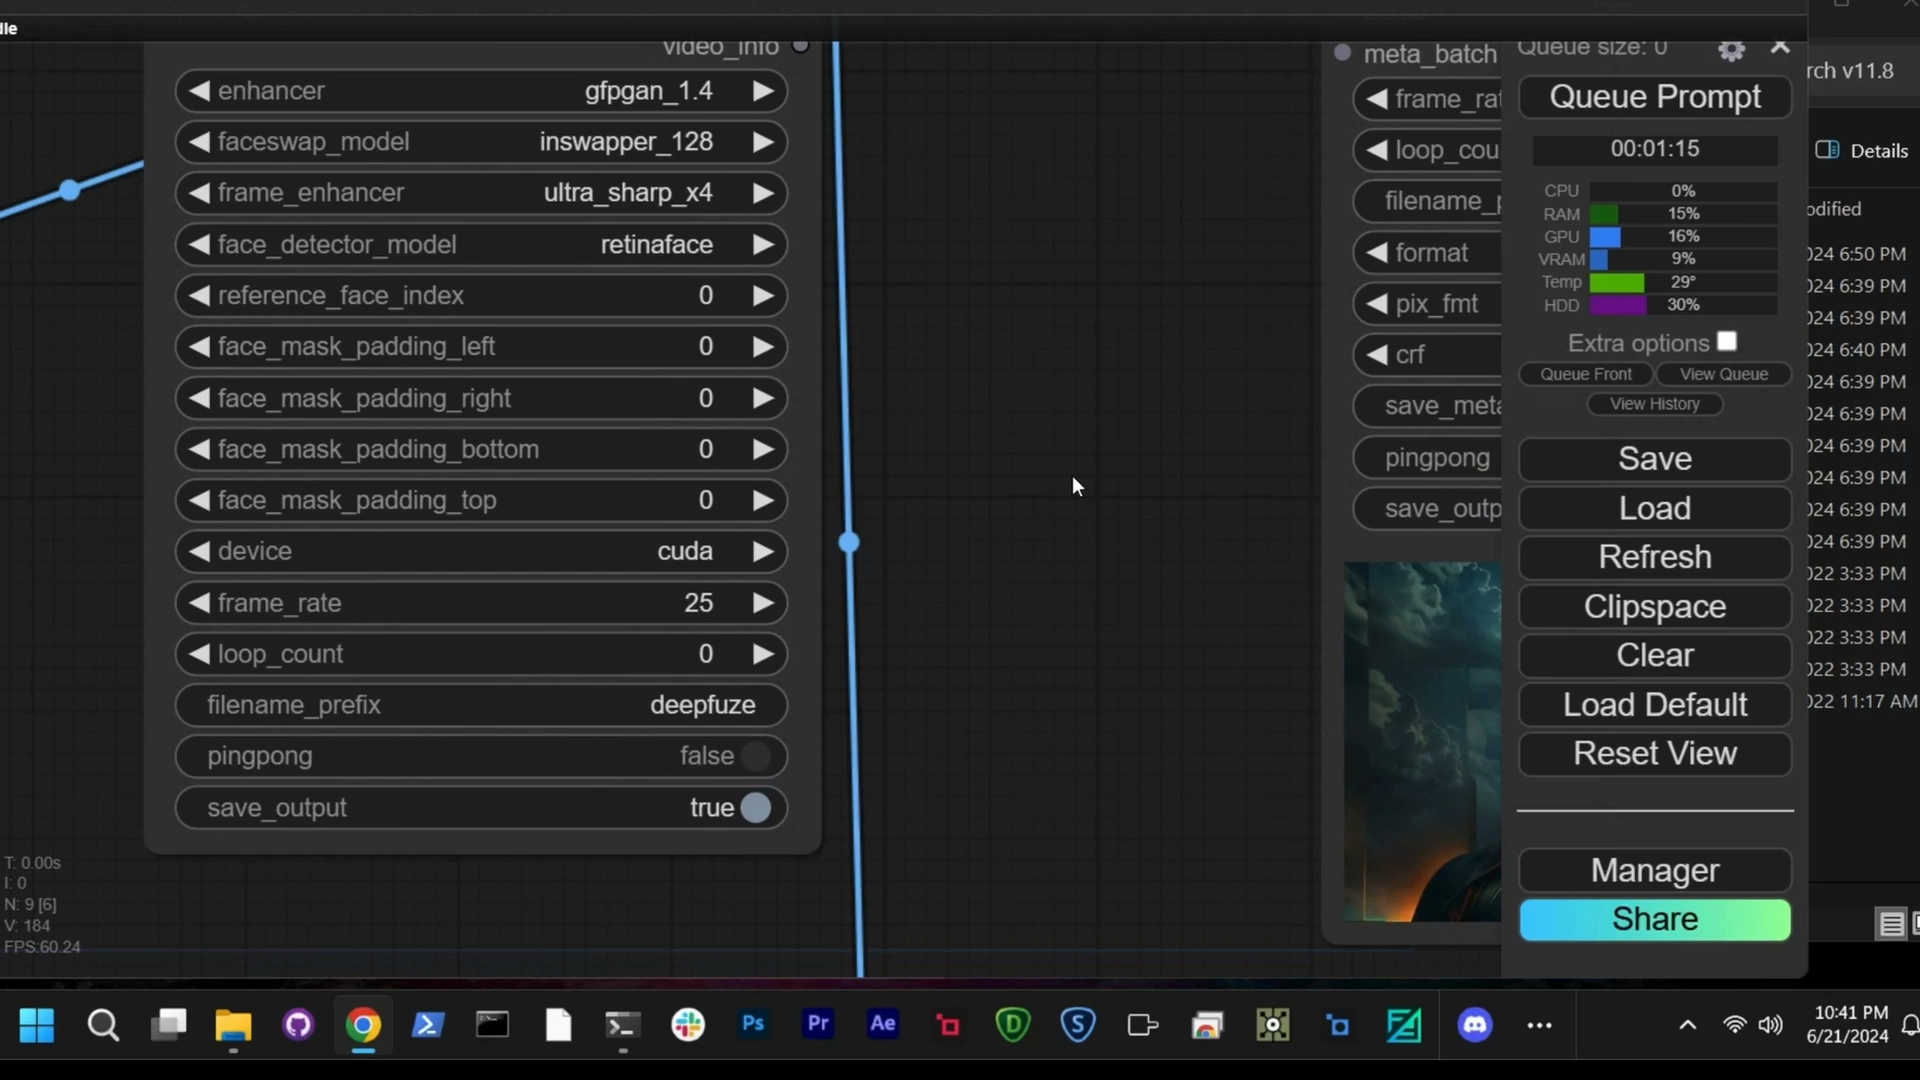 dle
video_info
enhancer
gfpgan_1.4
faceswap_model
inswapper_128
frame_enhancer
ultra_sharp_x4
face_detector_model
retinaface
reference_face_index
0
face_mask_padding_left
0
face_mask_padding_right
0
face_mask_padding_bottom
0
face_mask_padding_top
0
device
cuda
frame_rate
25
loop_count
0
filename_prefix
deepfuze
pingpong
false
save_output
true
T: 0.00s
I: 0
N: 9 [6]
V: 184
FPS:60.24
meta_batch
frame_rat
loop_cou
filename_p
format
pix_fmt
crf
save_meta
pingpong
save_outp
Queue size: 0
Queue Prompt
00:01:15
CPU 0%
RAM 15%
GPU 16%
VRAM 9%
Temp 29°
HDD 30%
Extra options
Queue Front
View Queue
View History
Save
Load
Refresh
Clipspace
Clear
Load Default
Reset View
Manager
Share
rch v11.8
Details
odified
024 6:50 PM
024 6:39 PM
024 6:39 PM
024 6:40 PM
024 6:39 PM
024 6:39 PM
024 6:39 PM
024 6:39 PM
024 6:39 PM
024 6:39 PM
022 3:33 PM
022 3:33 PM
022 3:33 PM
022 3:33 PM
022 11:17 AM
Ps
Pr
Ae
D
S
10:41 PM
6/21/2024